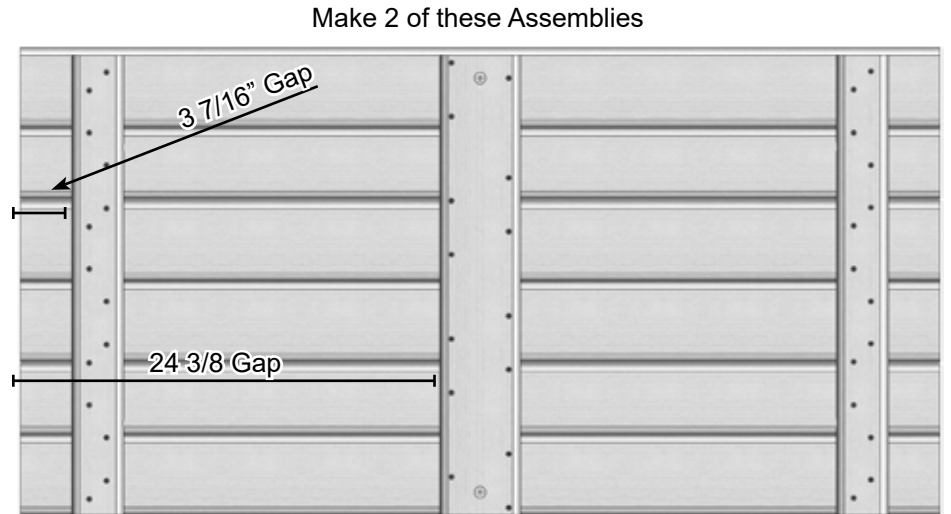 Make 2 of these Assemblies
3 7/16” Gap
24 3/8 Gap